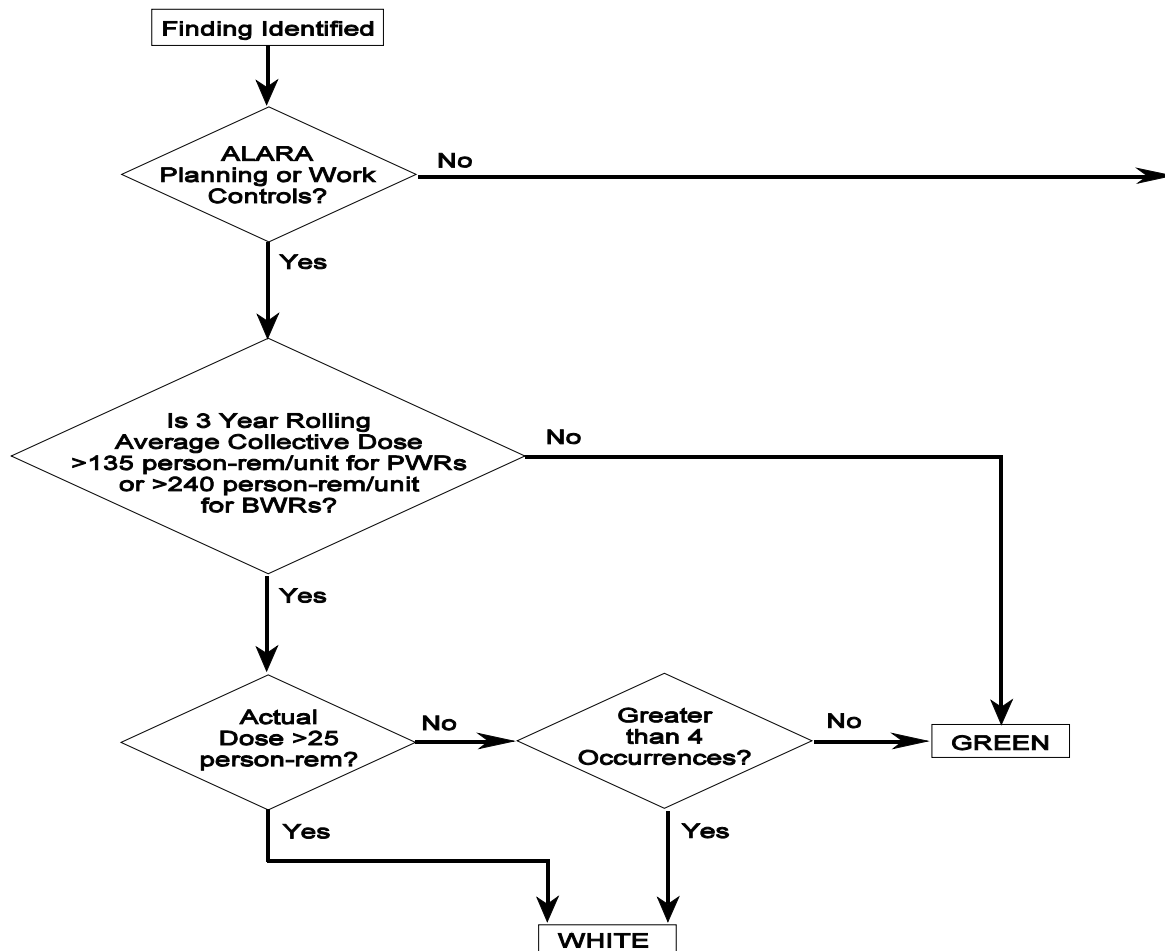 Finding Identified
ALARA
Planning or Work
Controls?
No
Yes
Is 3 Year Rolling
Average Collective Dose
>135 person-rem/unit for PWRs
or >240 person-rem/unit
for BWRs?
No
Yes
Actual
Dose >25
person-rem?
No
Greater
than 4
Occurrences?
No
GREEN
Yes
Yes
WHITE